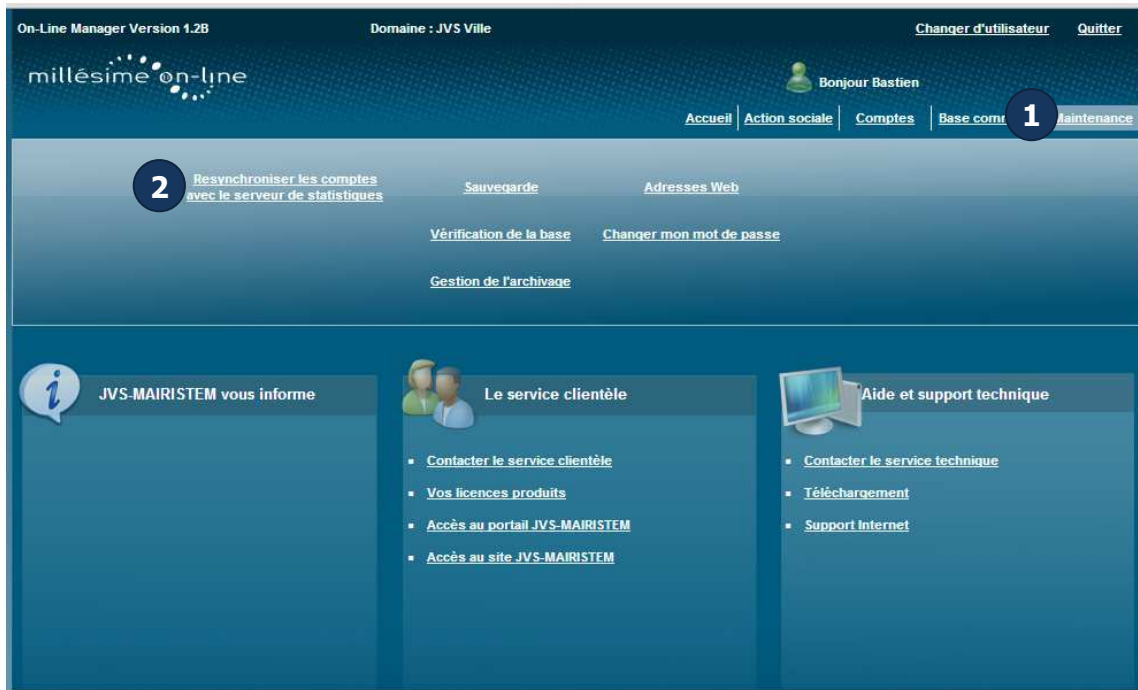 On-Line Manager Version 1.2B
Domaine : JVS Ville
Changer d'utilisateur
Quitter
millésime on-line
Bonjour Bastien
Accueil
Action sociale
Comptes
Base comm
1
Maintenance
2
Resynchroniser les comptes
avec le serveur de statistiques
Sauvegarde
Adresses Web
Vérification de la base
Changer mon mot de passe
Gestion de l'archivage
i
JVS-MAIRISTEM vous informe
Le service clientèle
Contacter le service clientèle
Vos licences produits
Accès au portail JVS-MAIRISTEM
Accès au site JVS-MAIRISTEM
Aide et support technique
Contacter le service technique
Téléchargement
Support Internet